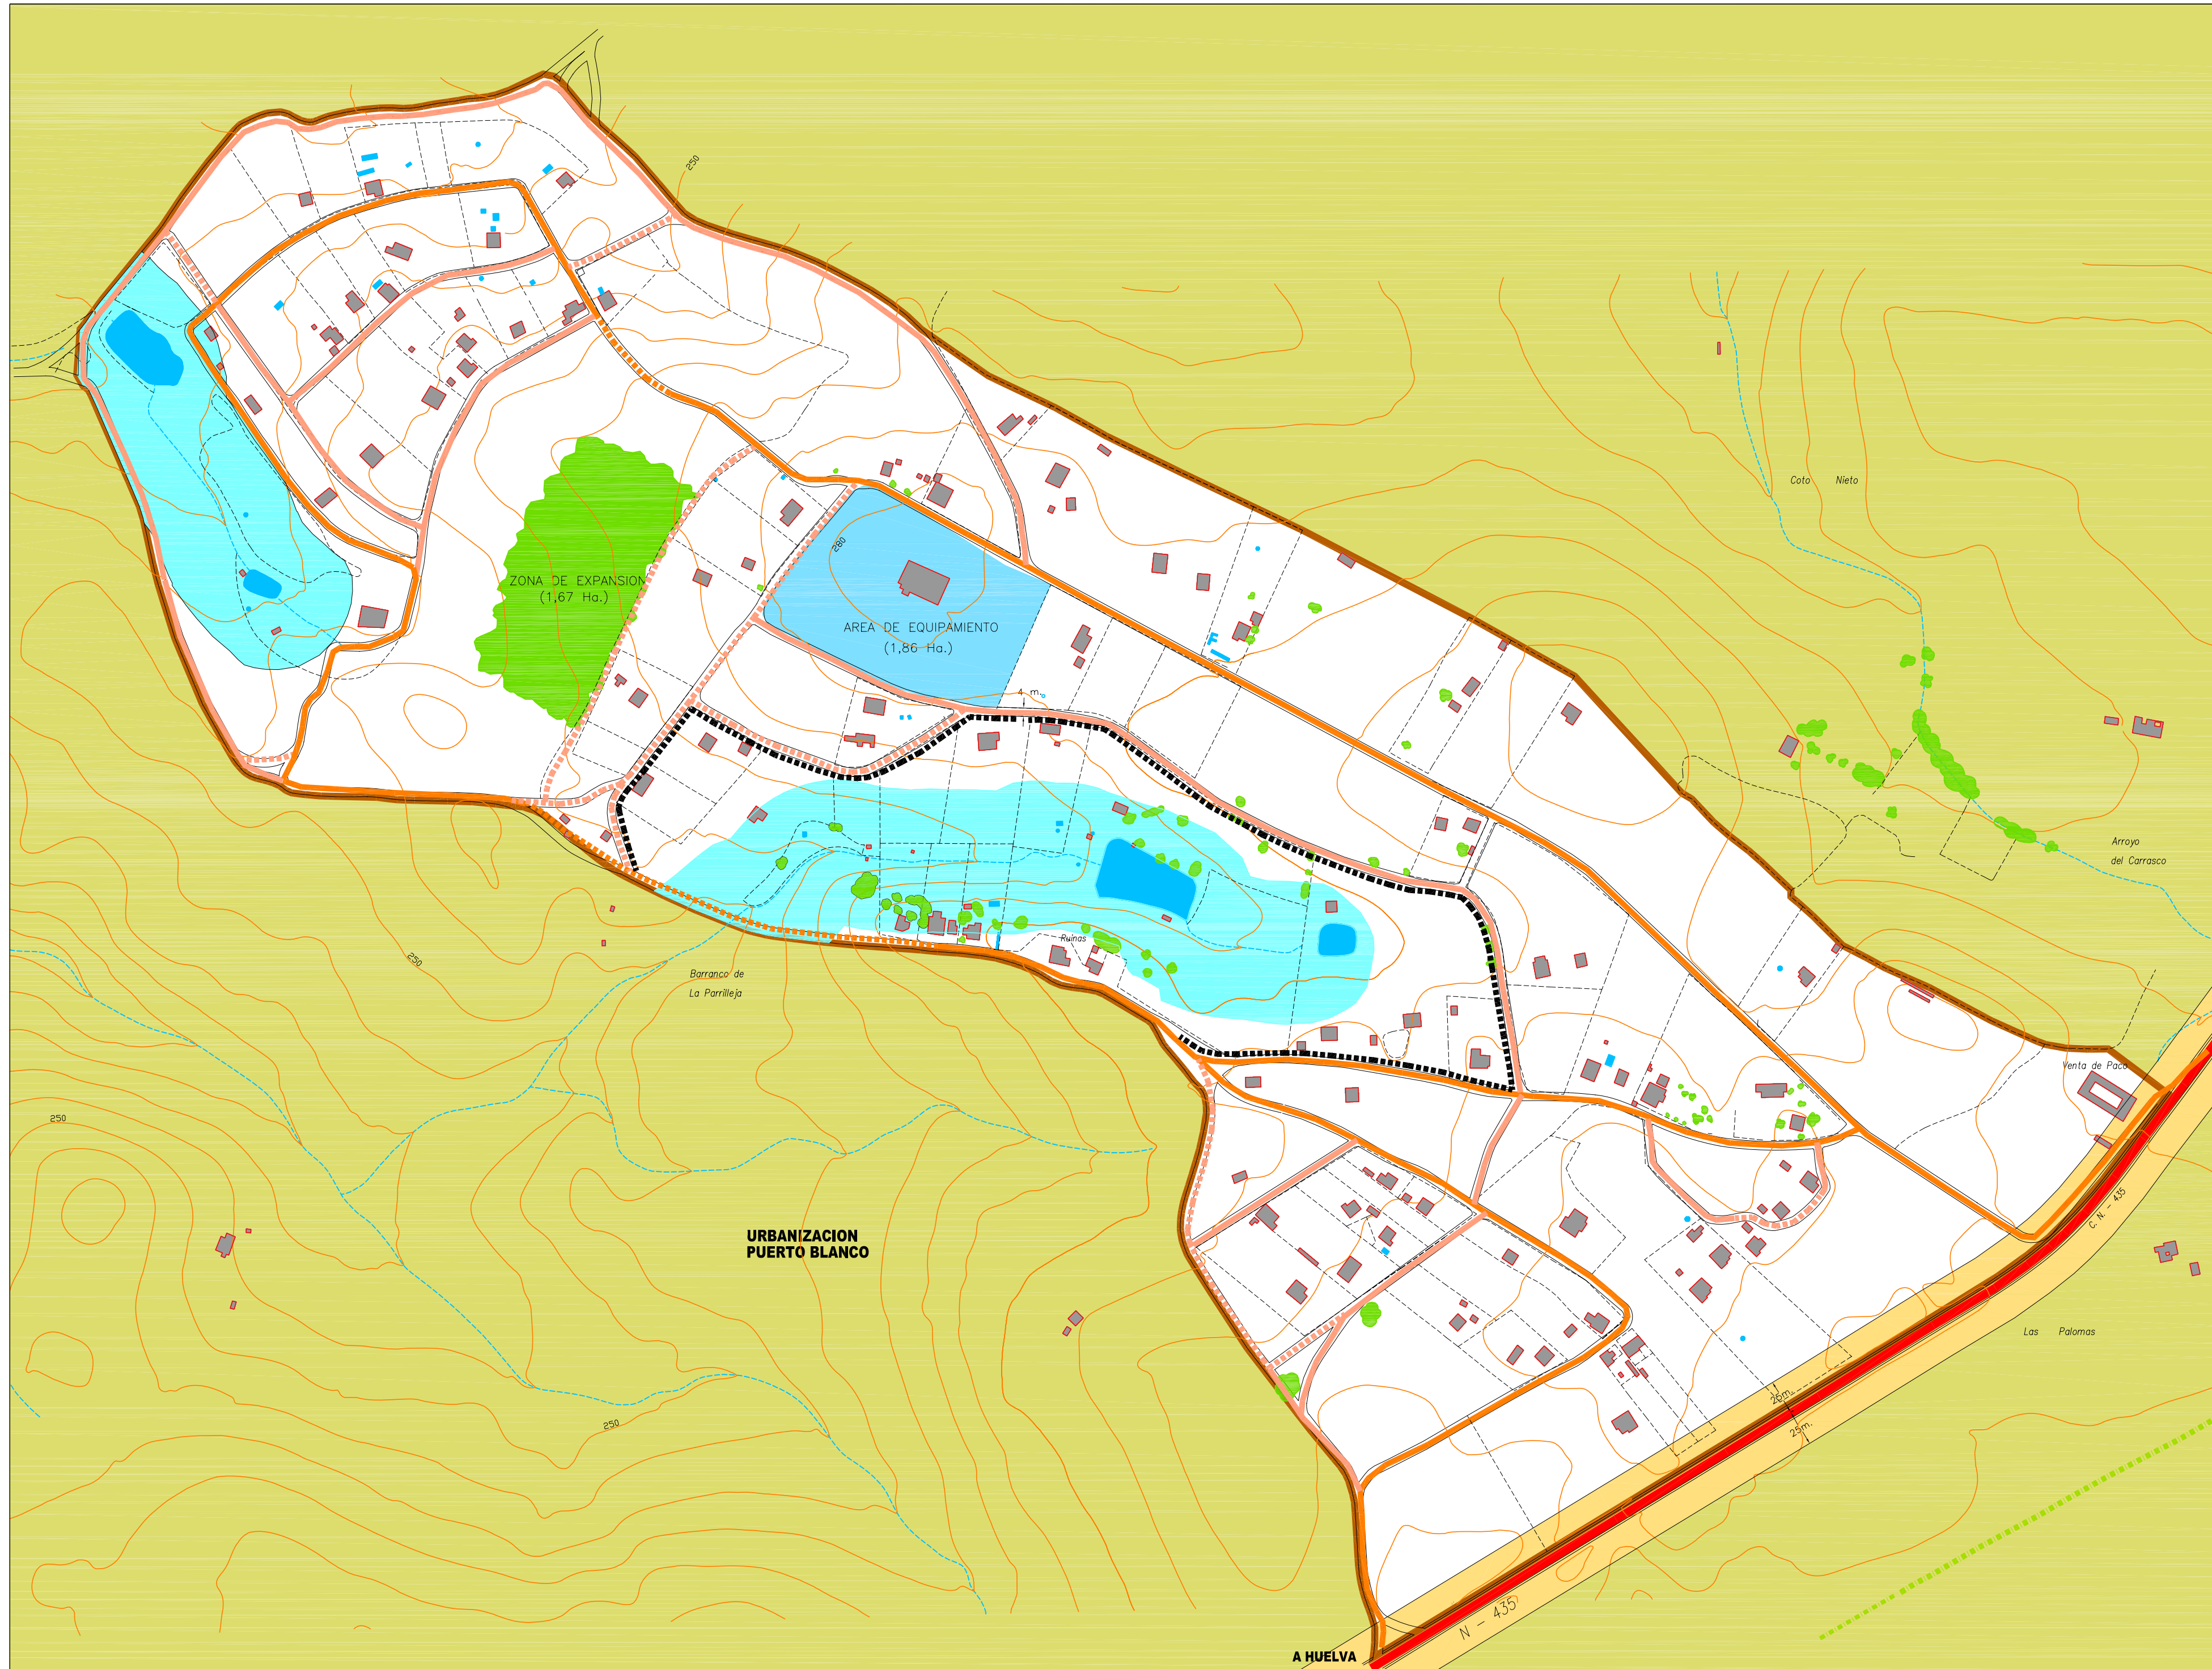 250
Coto Nieto
280
ZONA DE EXPANSION
(1,67 Ha.)
AREA DE EQUIPAMIENTO
(1,86 Ha.)
4 m.
Arroyo
del Carrasco
Ruinas
250
Barranco de
La Parrilleja
Venta de Paco
250
C. N. - 435
URBANIZACION
PUERTO BLANCO
Las Palomas
25m.
25m.
250
N - 435
A HUELVA